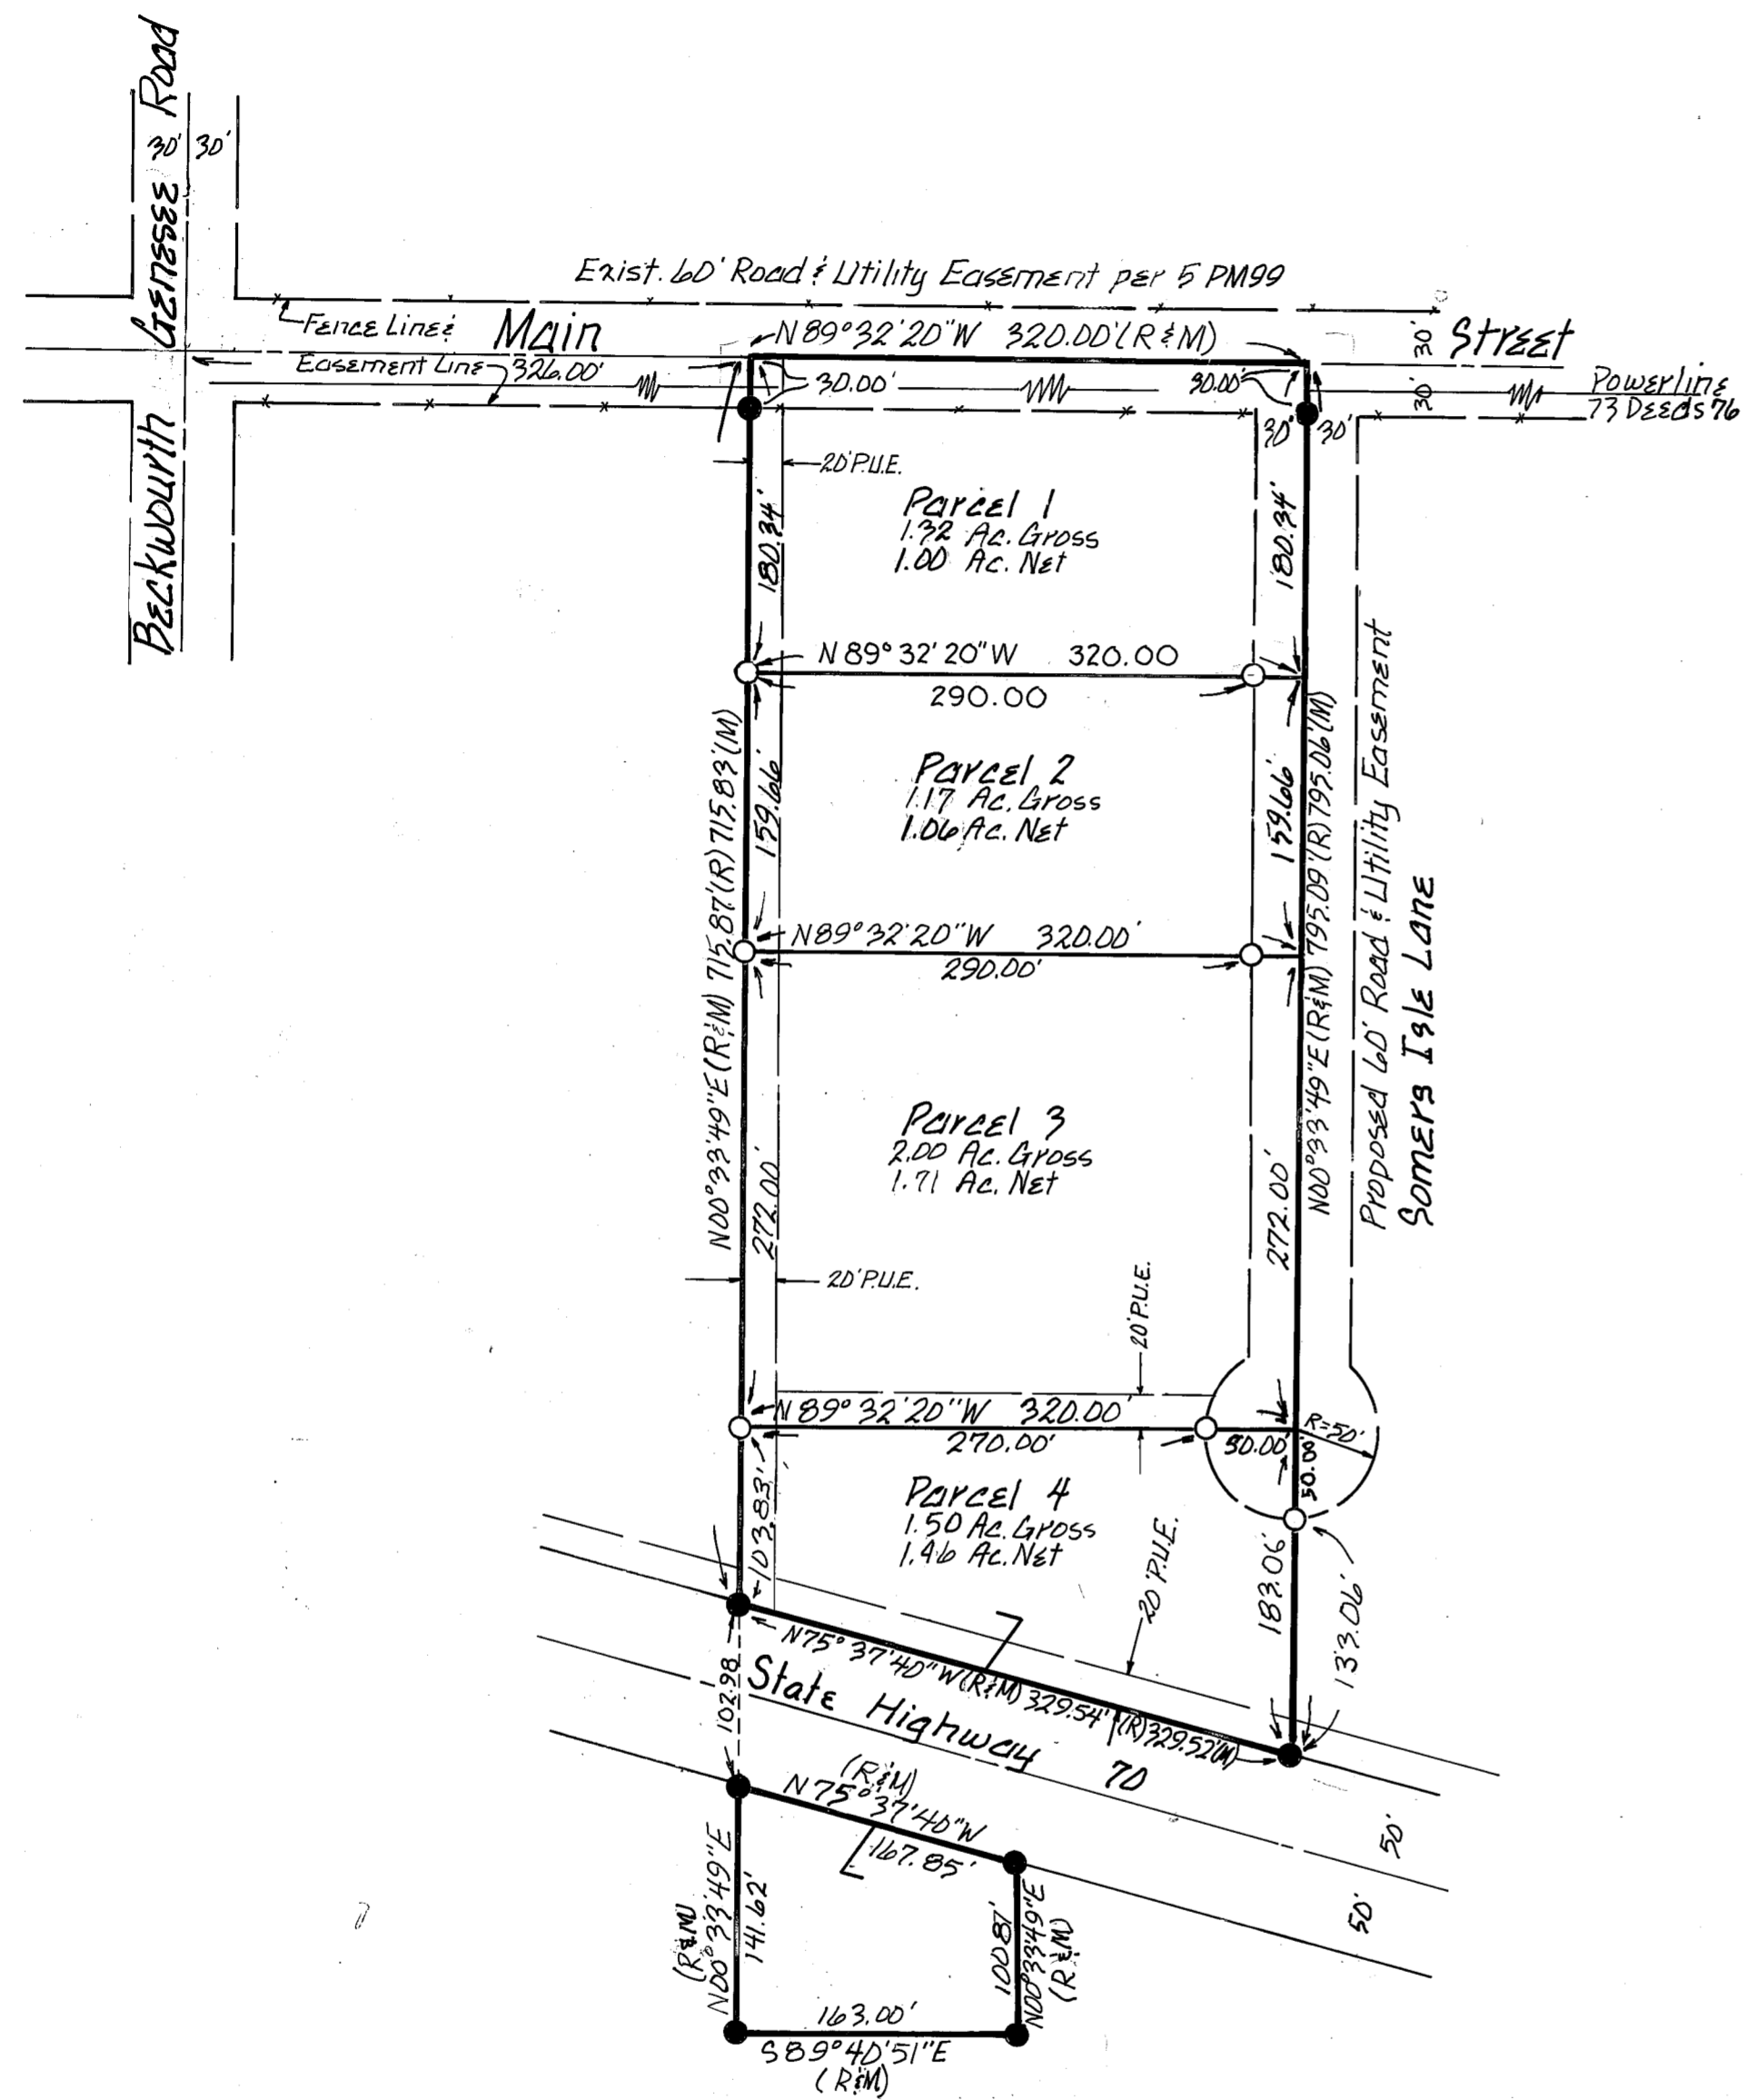 Beckwourth Genesee Road
30' 30'
Exist. 60' Road & Utility Easement per 5 PM99
Fence Line &
Easement Line
326.00'
Main
Street
N89°32'20"W 320.00'(R&M)
30.00'
30.00'
30'
30'
Powerline
73 Deeds 76
30' 30'
20' P.U.E.
180.34'
Parcel 1
1.32 Ac. Gross
1.00 Ac. Net
180.34'
N89°32'20"W 320.00
290.00
N00°33'49"E(R&M) 715.87'(R) 715.83'(M)
159.66'
Parcel 2
1.17 Ac. Gross
1.06 Ac. Net
159.66'
N00°33'49"E(R&M) 795.09'(R) 795.06'(M)
Proposed 60' Road & Utility Easement
Somers Isle Lane
N89°32'20"W 320.00'
290.00'
272.00'
Parcel 3
2.00 Ac. Gross
1.71 Ac. Net
272.00'
20' P.U.E.
20' P.U.E.
N89°32'20"W 320.00'
270.00'
50.00'
R=50'
50.00
103.83'
Parcel 4
1.50 Ac. Gross
1.46 Ac. Net
20' P.U.E.
183.06'
133.06'
N75°37'40"W(R&M) 329.54'(R) 329.52'(M)
102.98
State Highway 70
50'
50'
(R&M)
N75°37'40"W
167.85'
(R&M)
N00°33'49"E
141.62'
100.87'
N00°33'49"E
(R&M)
163.00'
S89°40'51"E
(R&M)